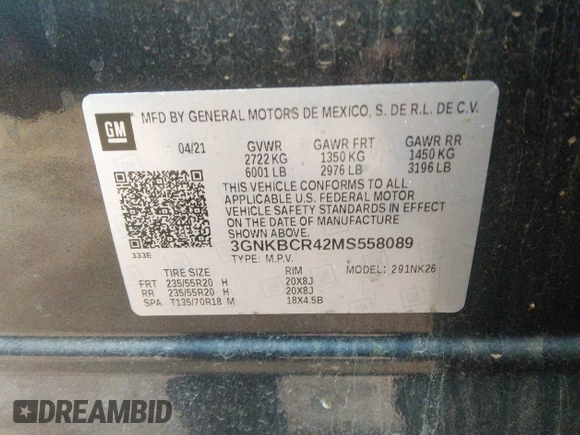 GM
MFD BY GENERAL MOTORS DE MEXICO, S. DE R.L. DE C.V.
04/21 GVWR GAWR FRT GAWR RR
2722 KG 1350 KG 1450 KG
6001 LB 2976 LB 3196 LB
THIS VEHICLE CONFORMS TO ALL
APPLICABLE U.S. FEDERAL MOTOR
VEHICLE SAFETY STANDARDS IN EFFECT
ON THE DATE OF MANUFACTURE
SHOWN ABOVE.
333E 3GNKBCR42MS558089
TYPE: M.P.V.
TIRE SIZE RIM MODEL: 291NK26
FRT 235/55R20 H 20X8J
RR 235/55R20 H 20X8J
SPA T135/70R18 M 18X4.5B
DREAMBID